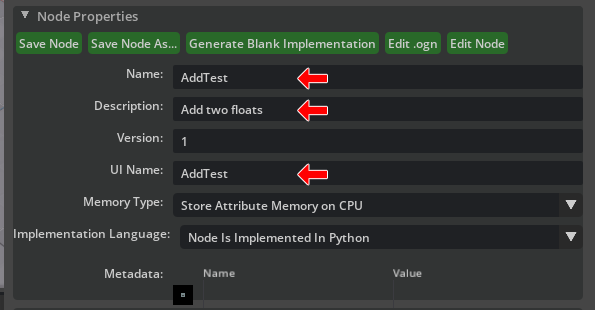 Node Properties
Save Node Save Node As... Generate Blank Implementation Edit .ogn Edit Node
Name: AddTest
Description: Add two floats
Version: 1
UI Name: AddTest
Memory Type: Store Attribute Memory on CPU
Implementation Language: Node Is Implemented In Python
Metadata: Name Value